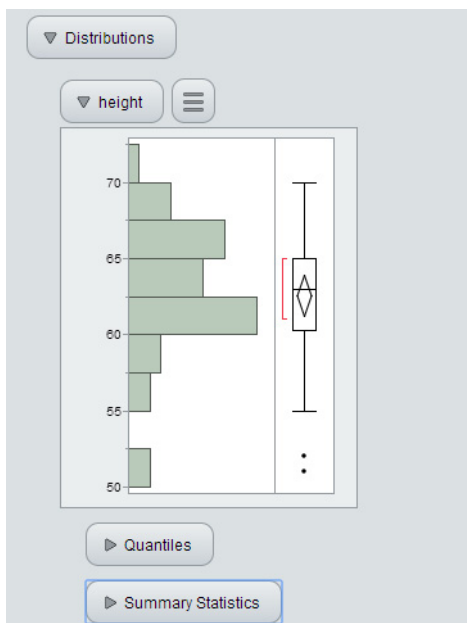 Distributions
height
70
65
60
55
50
Quantiles
Summary Statistics